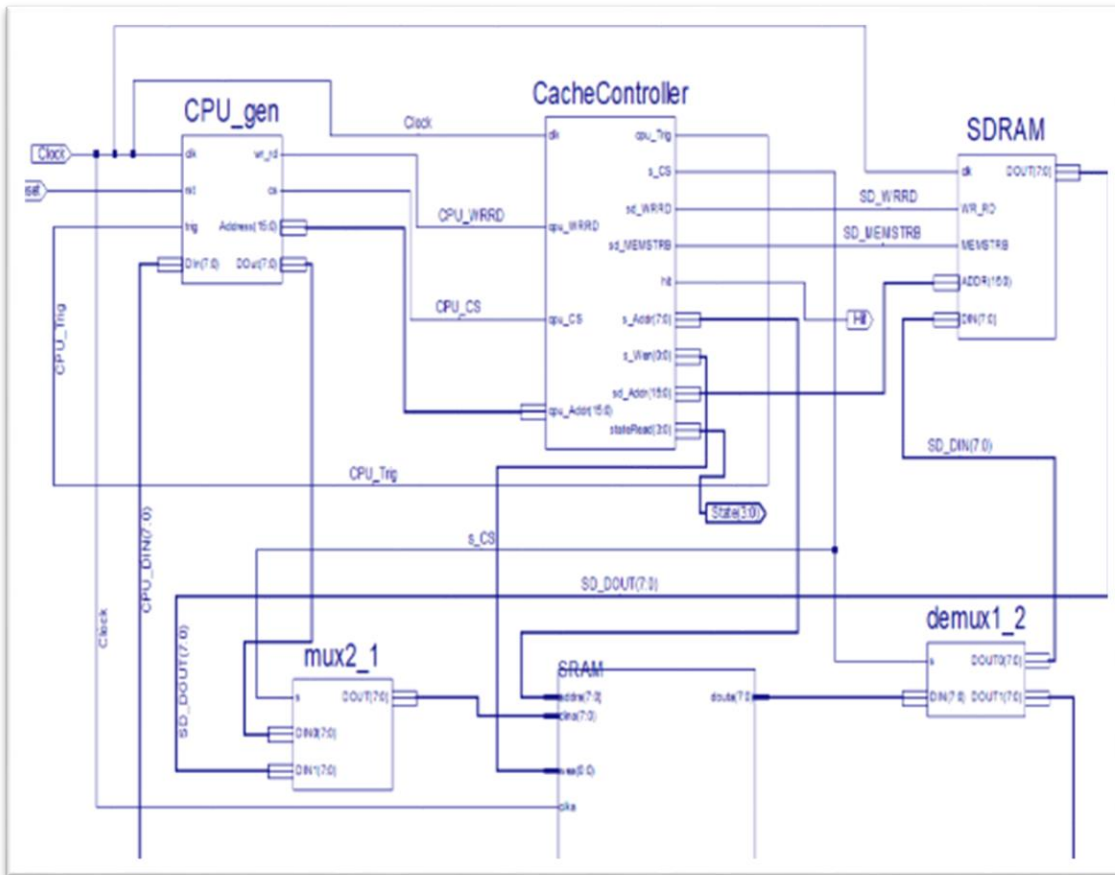 CPU_gen
Clock
clk
wr_rd
rst
cs
trig
Address(15:0)
DIn(7:0)
DOut(7:0)
CacheController
Clock
clk
cpu_Trig
s_CS
CPU_WRRD
cpu_WRRD
sd_WRRD
sd_MEMSTRB
hit
CPU_CS
cpu_CS
s_Addr(7:0)
s_Wen(0:0)
sd_Addr(15:0)
cpu_Addr(15:0)
stateRead(3:0)
SDRAM
clk
DOUT(7:0)
SD_WRRD
WR_RD
SD_MEMSTRB
MEMSTRB
ADDR(15:0)
DIN(7:0)
Hit
SD_DIN(7:0)
CPU_Trig
CPU_Trig
State(3:0)
s_CS
CPU_DIN(7:0)
SD_DOUT(7:0)
Clock
SD_DOUT(7:0)
mux2_1
s
DOUT(7:0)
DIN0(7:0)
DIN1(7:0)
SRAM
addra(7:0)
dina(7:0)
douta(7:0)
wea(0:0)
clka
demux1_2
s
DOUT0(7:0)
DIN(7:0)
DOUT1(7:0)